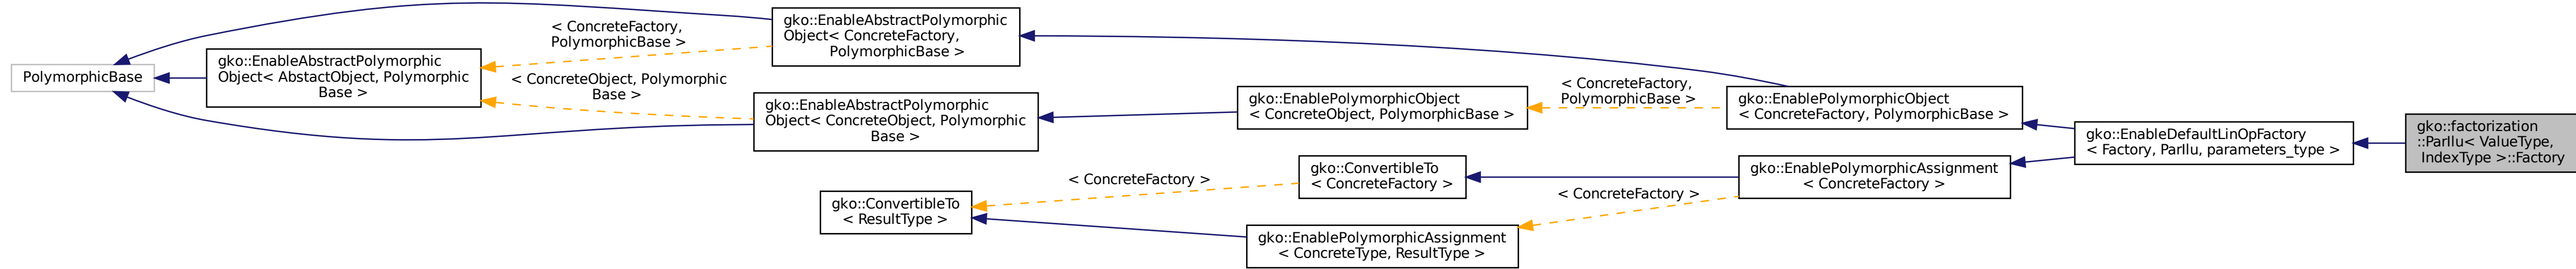 PolymorphicBase
gko::EnableAbstractPolymorphic
Object< AbstactObject, Polymorphic
Base >
< ConcreteFactory,
PolymorphicBase >
< ConcreteObject, Polymorphic
Base >
gko::EnableAbstractPolymorphic
Object< ConcreteFactory,
PolymorphicBase >
gko::EnableAbstractPolymorphic
Object< ConcreteObject, Polymorphic
Base >
gko::ConvertibleTo
< ResultType >
< ConcreteFactory >
gko::EnablePolymorphicObject
< ConcreteObject, PolymorphicBase >
gko::ConvertibleTo
< ConcreteFactory >
gko::EnablePolymorphicAssignment
< ConcreteType, ResultType >
< ConcreteFactory,
PolymorphicBase >
< ConcreteFactory >
gko::EnablePolymorphicObject
< ConcreteFactory, PolymorphicBase >
gko::EnablePolymorphicAssignment
< ConcreteFactory >
gko::EnableDefaultLinOpFactory
< Factory, ParIlu, parameters_type >
gko::factorization
::ParIlu< ValueType,
IndexType >::Factory